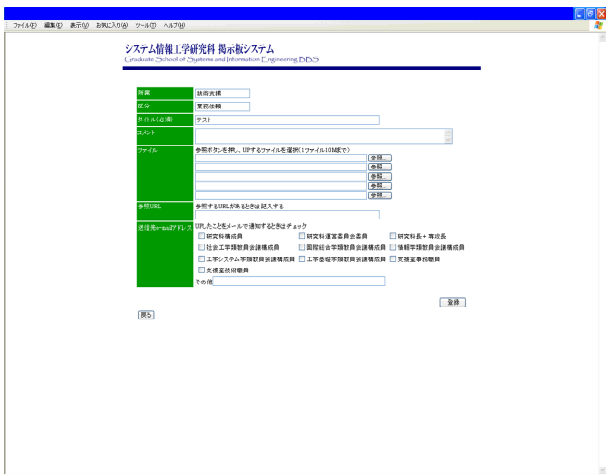 ファイル(F) 編集(E) 表示(V) お気に入り(A) ツール(T) ヘルプ(H)
システム情報工学研究科 掲示板システム
Graduate School of Systems and Information Engineering BBS
所属 技術支援
区分 業務依頼
タイトル(必須) テスト
コメント
ファイル 参照ボタンを押し、UPするファイルを選択(1ファイル10MBまで)
参照...
参照...
参照...
参照...
参照...
参照URL 参照するURLがあるときは記入する
送信先e-mailアドレス UPしたことをメールで通知するときはチェック
研究科構成員 研究科運営委員会委員 研究科長+専攻長
社会工学類教員会議構成員 国際総合学類教員会議構成員 情報学類教員会議構成員
工学システム学類教員会議構成員 工学基礎学類教員会議構成員 支援室事務職員
支援室技術職員
その他
登録
戻る